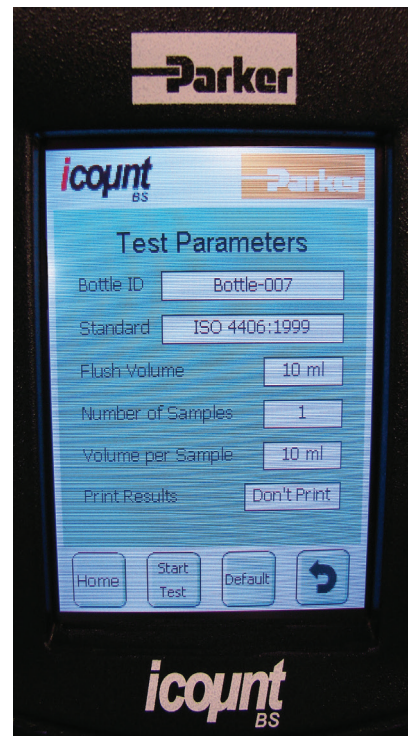 Parker
icount
BS
Parker
Test Parameters
Bottle ID Bottle-007
Standard ISO 4406:1999
Flush Volume 10 ml
Number of Samples 1
Volume per Sample 10 ml
Print Results Don't Print
Home Start Test Default
icount
BS